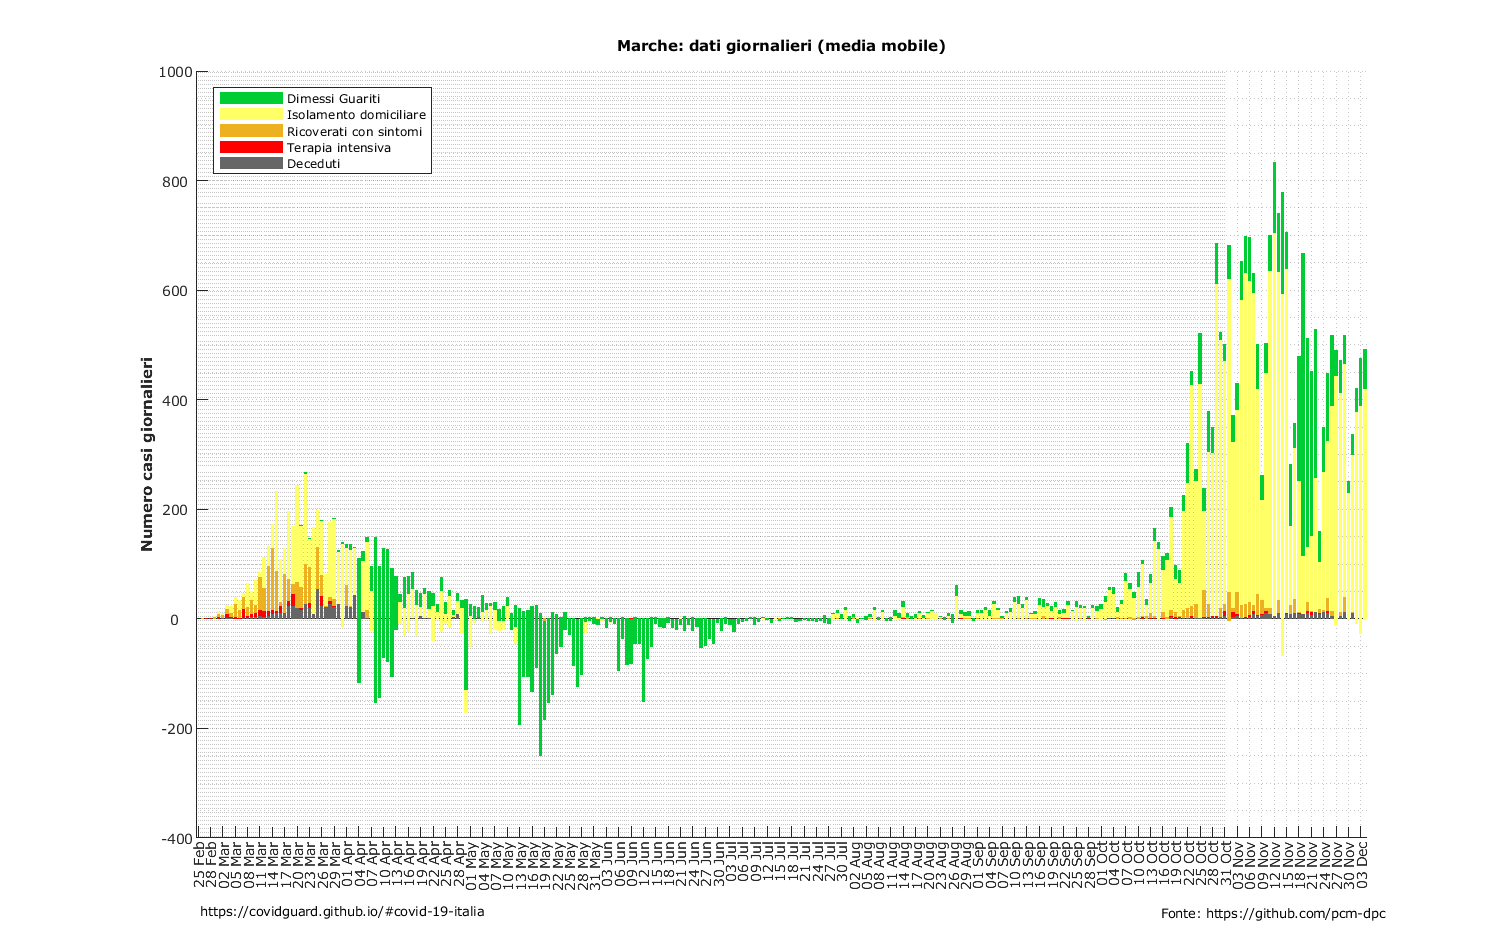 Marche: dati giornalieri (media mobile)
1000
800
600
400
200
0
-200
-400
Numero casi giornalieri
Dimessi Guariti
Isolamento domiciliare
Ricoverati con sintomi
Terapia intensiva
Deceduti
25 Feb
28 Feb
02 Mar
05 Mar
08 Mar
11 Mar
14 Mar
17 Mar
20 Mar
23 Mar
26 Mar
29 Mar
01 Apr
04 Apr
07 Apr
10 Apr
13 Apr
16 Apr
19 Apr
22 Apr
25 Apr
28 Apr
01 May
04 May
07 May
10 May
13 May
16 May
19 May
22 May
25 May
28 May
31 May
03 Jun
06 Jun
09 Jun
12 Jun
15 Jun
18 Jun
21 Jun
24 Jun
27 Jun
30 Jun
03 Jul
06 Jul
09 Jul
12 Jul
15 Jul
18 Jul
21 Jul
24 Jul
27 Jul
30 Jul
02 Aug
05 Aug
08 Aug
11 Aug
14 Aug
17 Aug
20 Aug
23 Aug
26 Aug
29 Aug
01 Sep
04 Sep
07 Sep
10 Sep
13 Sep
16 Sep
19 Sep
22 Sep
25 Sep
28 Sep
01 Oct
04 Oct
07 Oct
10 Oct
13 Oct
16 Oct
19 Oct
22 Oct
25 Oct
28 Oct
31 Oct
03 Nov
06 Nov
09 Nov
12 Nov
15 Nov
18 Nov
21 Nov
24 Nov
27 Nov
30 Nov
03 Dec
https://covidguard.github.io/#covid-19-italia
Fonte: https://github.com/pcm-dpc